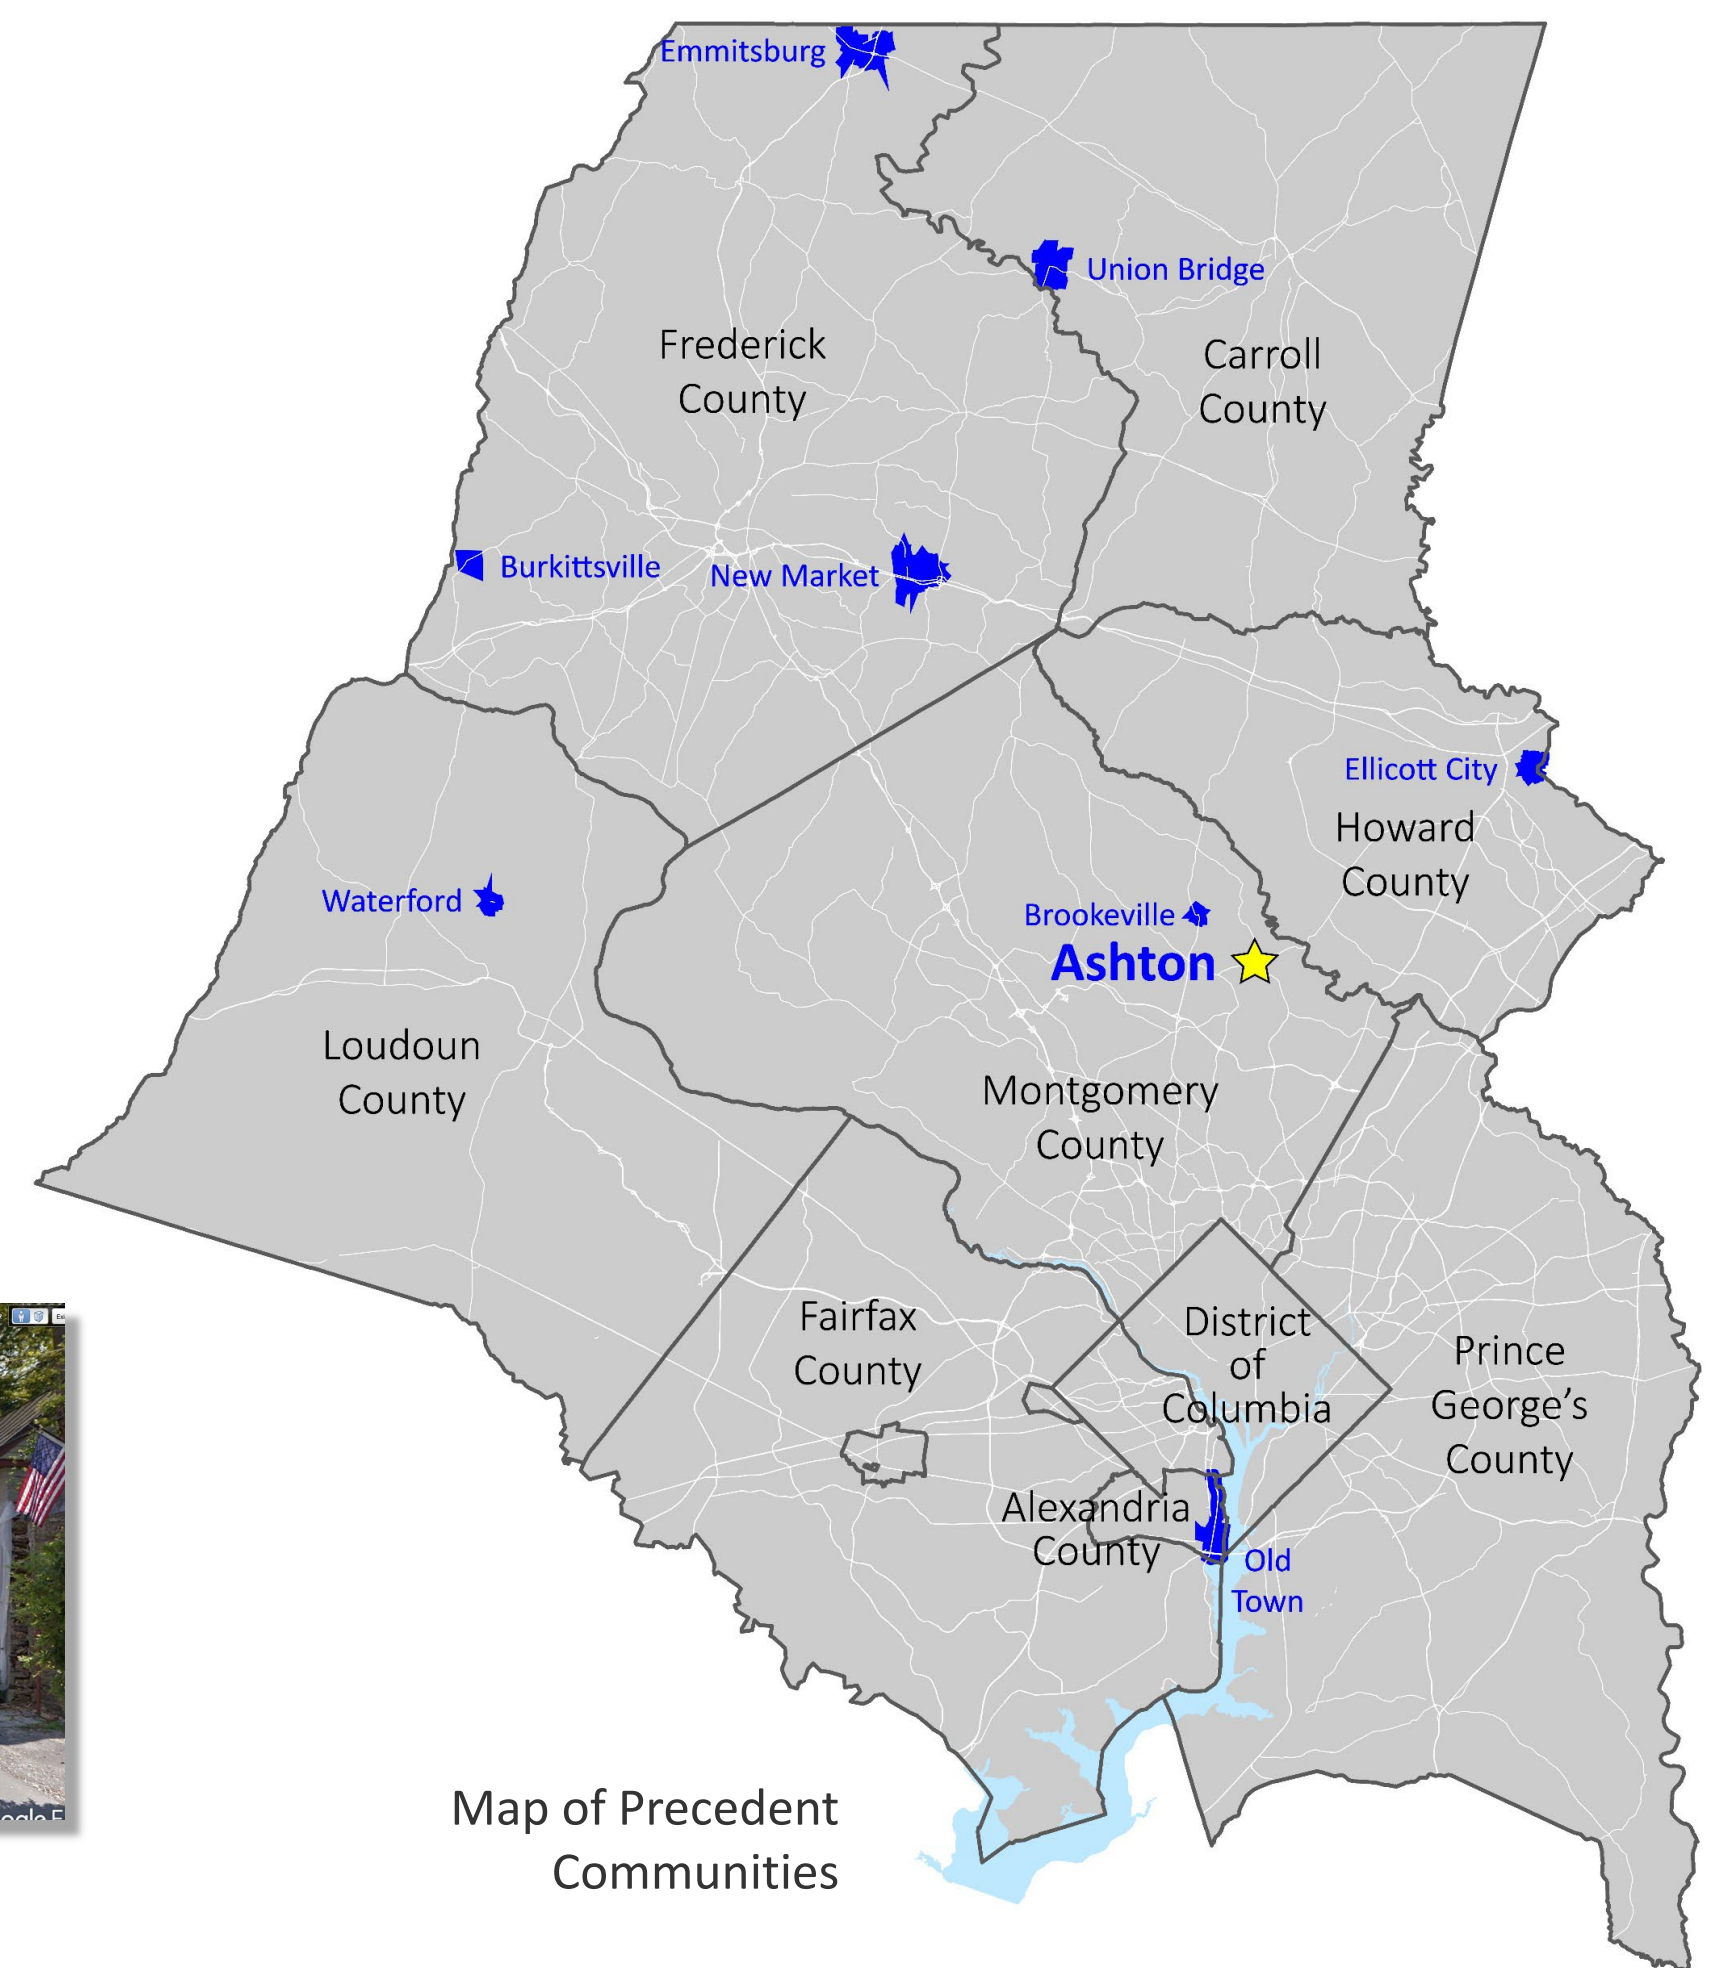 Emmitsburg
Union Bridge
Frederick
County
Carroll
County
Burkittsville
New Market
Ellicott City
Howard
County
Waterford
Brookeville
Ashton
Loudoun
County
Montgomery
County
Fairfax
County
District
of
Columbia
Prince
George's
County
Alexandria
County
Old
Town
Map of Precedent
Communities